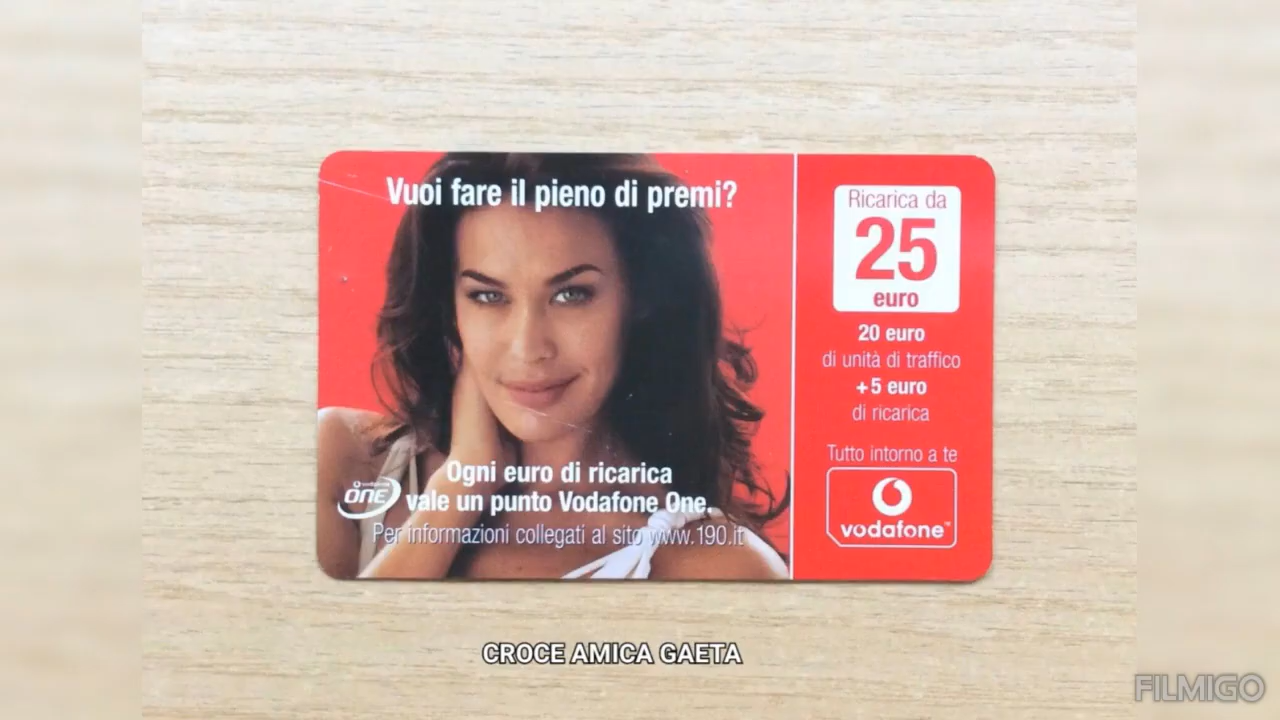 Vuoi fare il pieno di premi?
Ogni euro di ricarica
vale un punto Vodafone One.
Per informazioni collegati al sito www.190.it
vodafone
ONE
Ricarica da
25
euro
20 euro
di unità di traffico
+5 euro
di ricarica
Tutto intorno a te
vodafone™
CROCE AMICA GAETA
FILMIGO